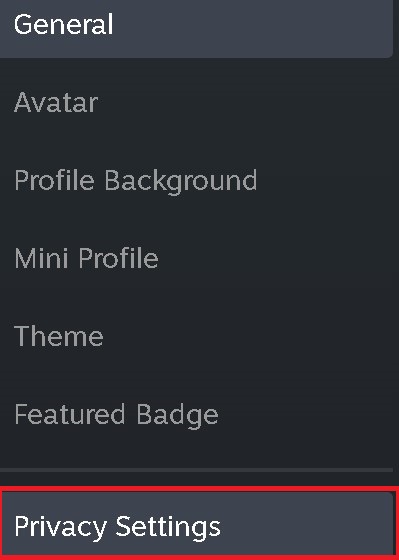 General
Avatar
Profile Background
Mini Profile
Theme
Featured Badge
Privacy Settings